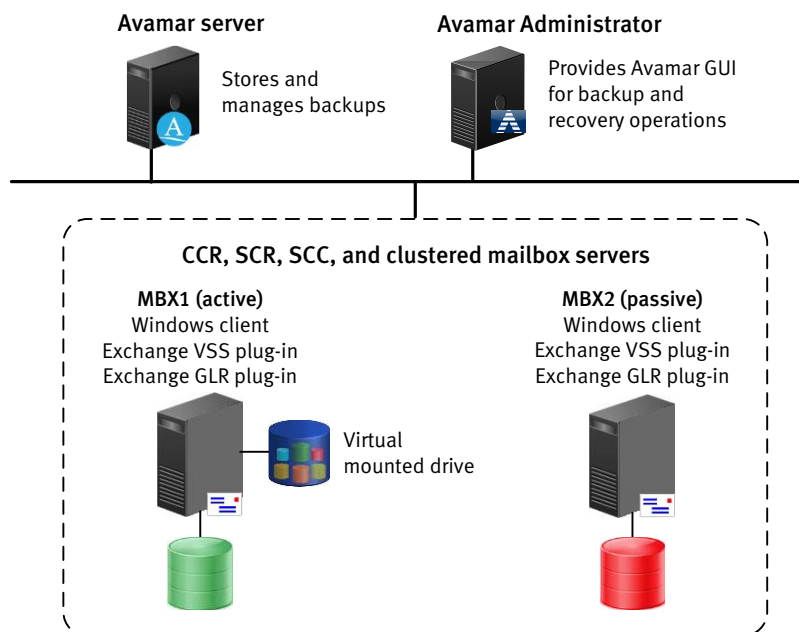 Avamar server
Stores and
manages backups
Avamar Administrator
Provides Avamar GUI
for backup and
recovery operations
CCR, SCR, SCC, and clustered mailbox servers
MBX1 (active)
Windows client
Exchange VSS plug-in
Exchange GLR plug-in
Virtual
mounted drive
MBX2 (passive)
Windows client
Exchange VSS plug-in
Exchange GLR plug-in